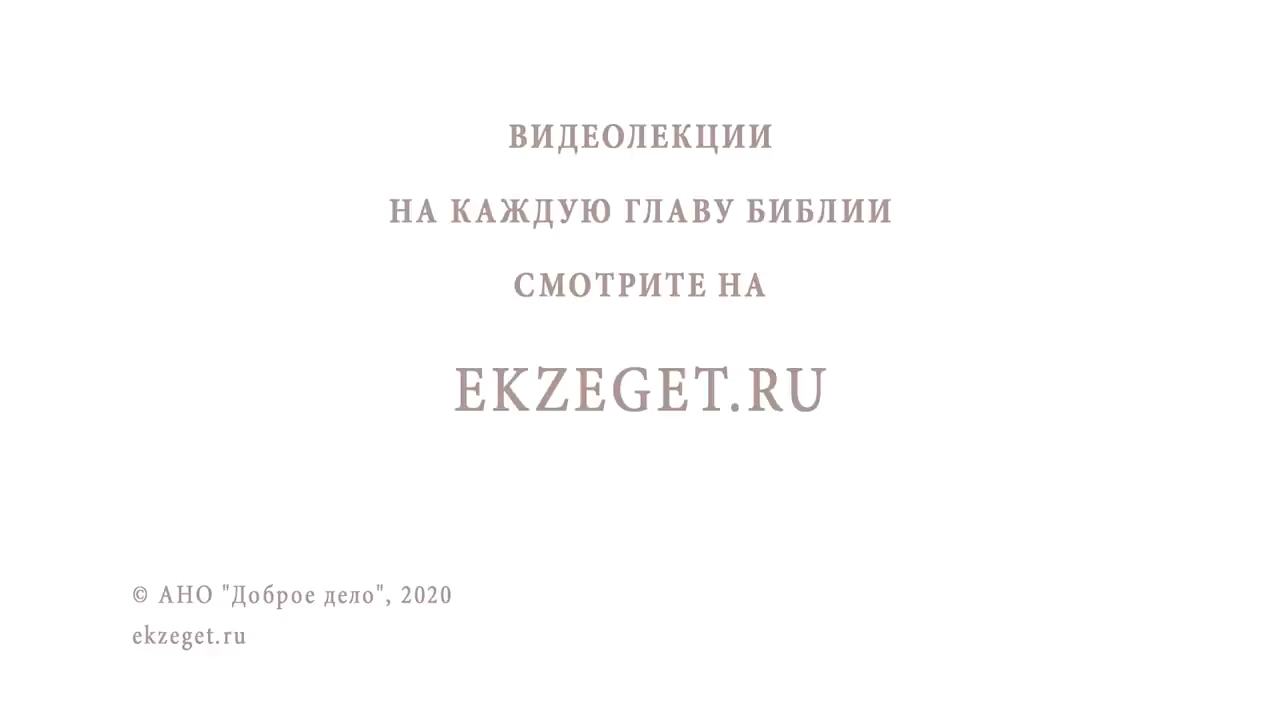 ВИДЕОЛЕКЦИИ
НА КАЖДУЮ ГЛАВУ БИБЛИИ
СМОТРИТЕ НА
EKZEGET.RU
© АНО "Доброе дело", 2020
ekzeget.ru